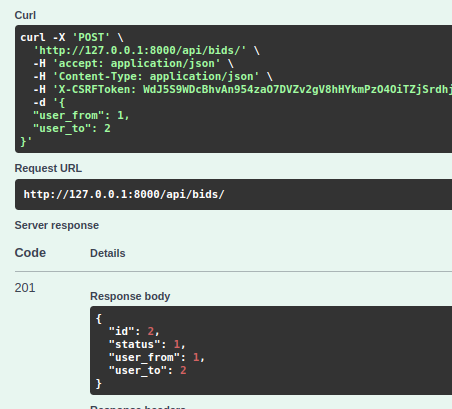 Curl
curl -X 'POST' \
'http://127.0.0.1:8000/api/bids/' \
-H 'accept: application/json' \
-H 'Content-Type: application/json' \
-H 'X-CSRFToken: WdJ5S9WDcBhvAn954zaO7DVZv2gV8hHYkmPzO4OiTZjSrdhj
-d '{
"user_from": 1,
"user_to": 2
}'
Request URL
http://127.0.0.1:8000/api/bids/
Server response
Code Details
201
Response body
{
"id": 2,
"status": 1,
"user_from": 1,
"user_to": 2
}
Response headers